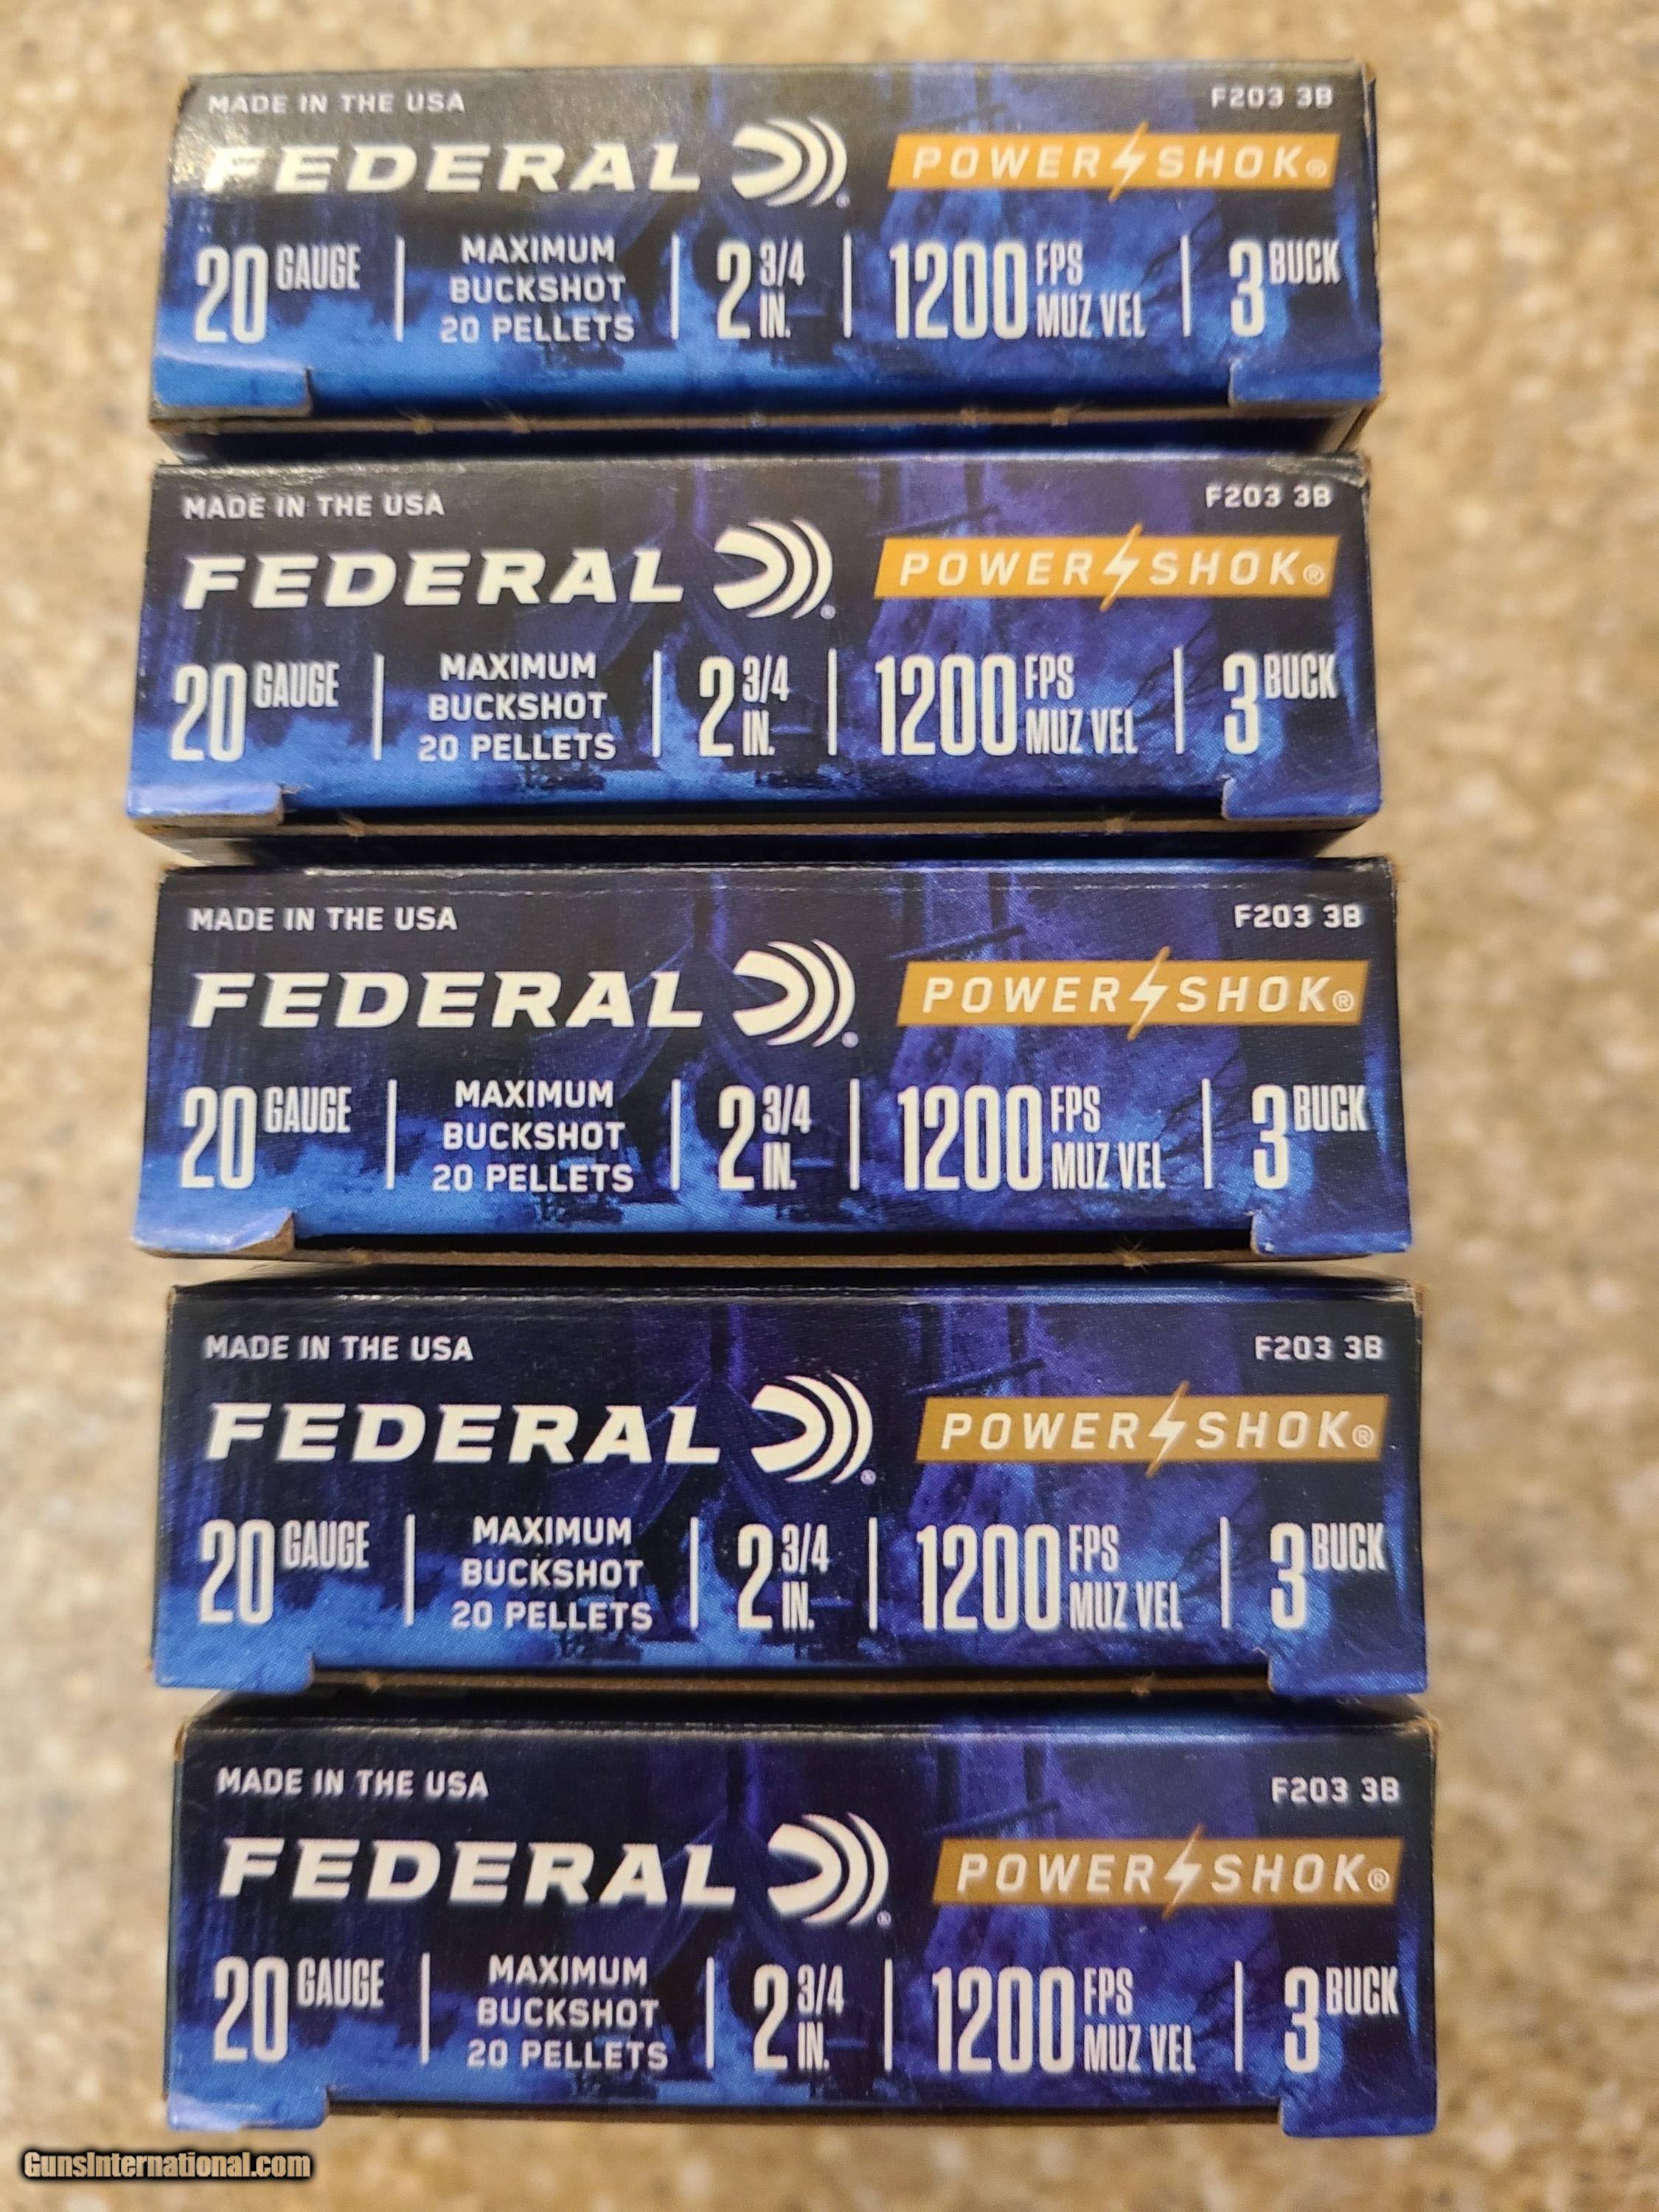 MADE IN THE USA F203 3B
FEDERAL® POWER SHOK®
20 GAUGE | MAXIMUM BUCKSHOT 20 PELLETS | 2 3/4 IN. | 1200 FPS MUZ VEL | 3 BUCK
MADE IN THE USA F203 3B
FEDERAL® POWER SHOK®
20 GAUGE | MAXIMUM BUCKSHOT 20 PELLETS | 2 3/4 IN. | 1200 FPS MUZ VEL | 3 BUCK
MADE IN THE USA F203 3B
FEDERAL® POWER SHOK®
20 GAUGE | MAXIMUM BUCKSHOT 20 PELLETS | 2 3/4 IN. | 1200 FPS MUZ VEL | 3 BUCK
MADE IN THE USA F203 3B
FEDERAL® POWER SHOK®
20 GAUGE | MAXIMUM BUCKSHOT 20 PELLETS | 2 3/4 IN. | 1200 FPS MUZ VEL | 3 BUCK
MADE IN THE USA F203 3B
FEDERAL® POWER SHOK®
20 GAUGE | MAXIMUM BUCKSHOT 20 PELLETS | 2 3/4 IN. | 1200 FPS MUZ VEL | 3 BUCK
GunsInternational.com